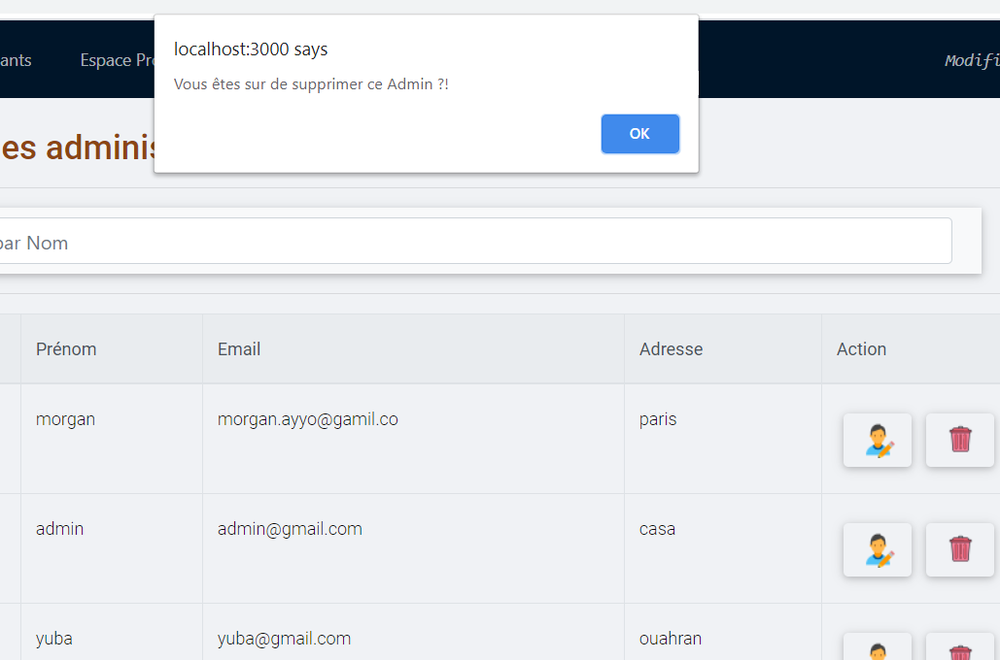 localhost:3000 says
Vous êtes sur de supprimer ce Admin ?!
OK
ants Espace Pr Modifi
es adminis
par Nom
Prénom Email Adresse Action
morgan morgan.ayyo@gamil.co paris
admin admin@gmail.com casa
yuba yuba@gmail.com ouahran